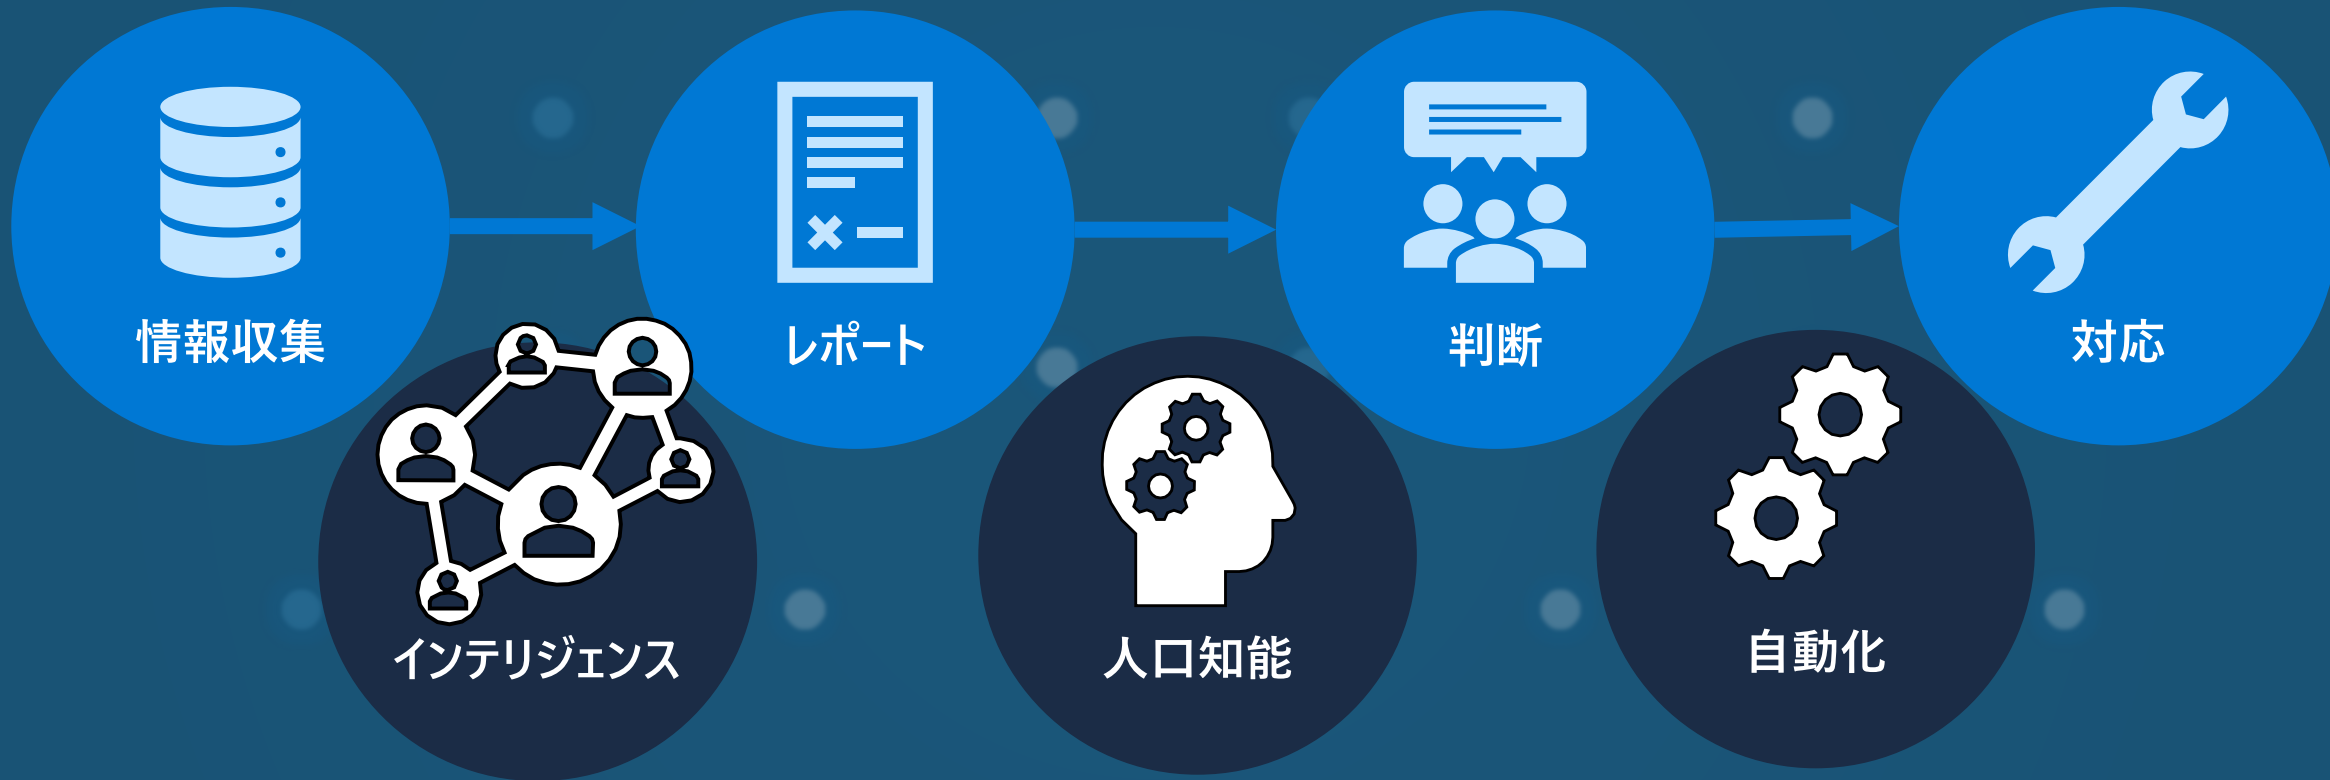 情報収集
レポート
判断
対応
インテリジェンス
人口知能
自動化